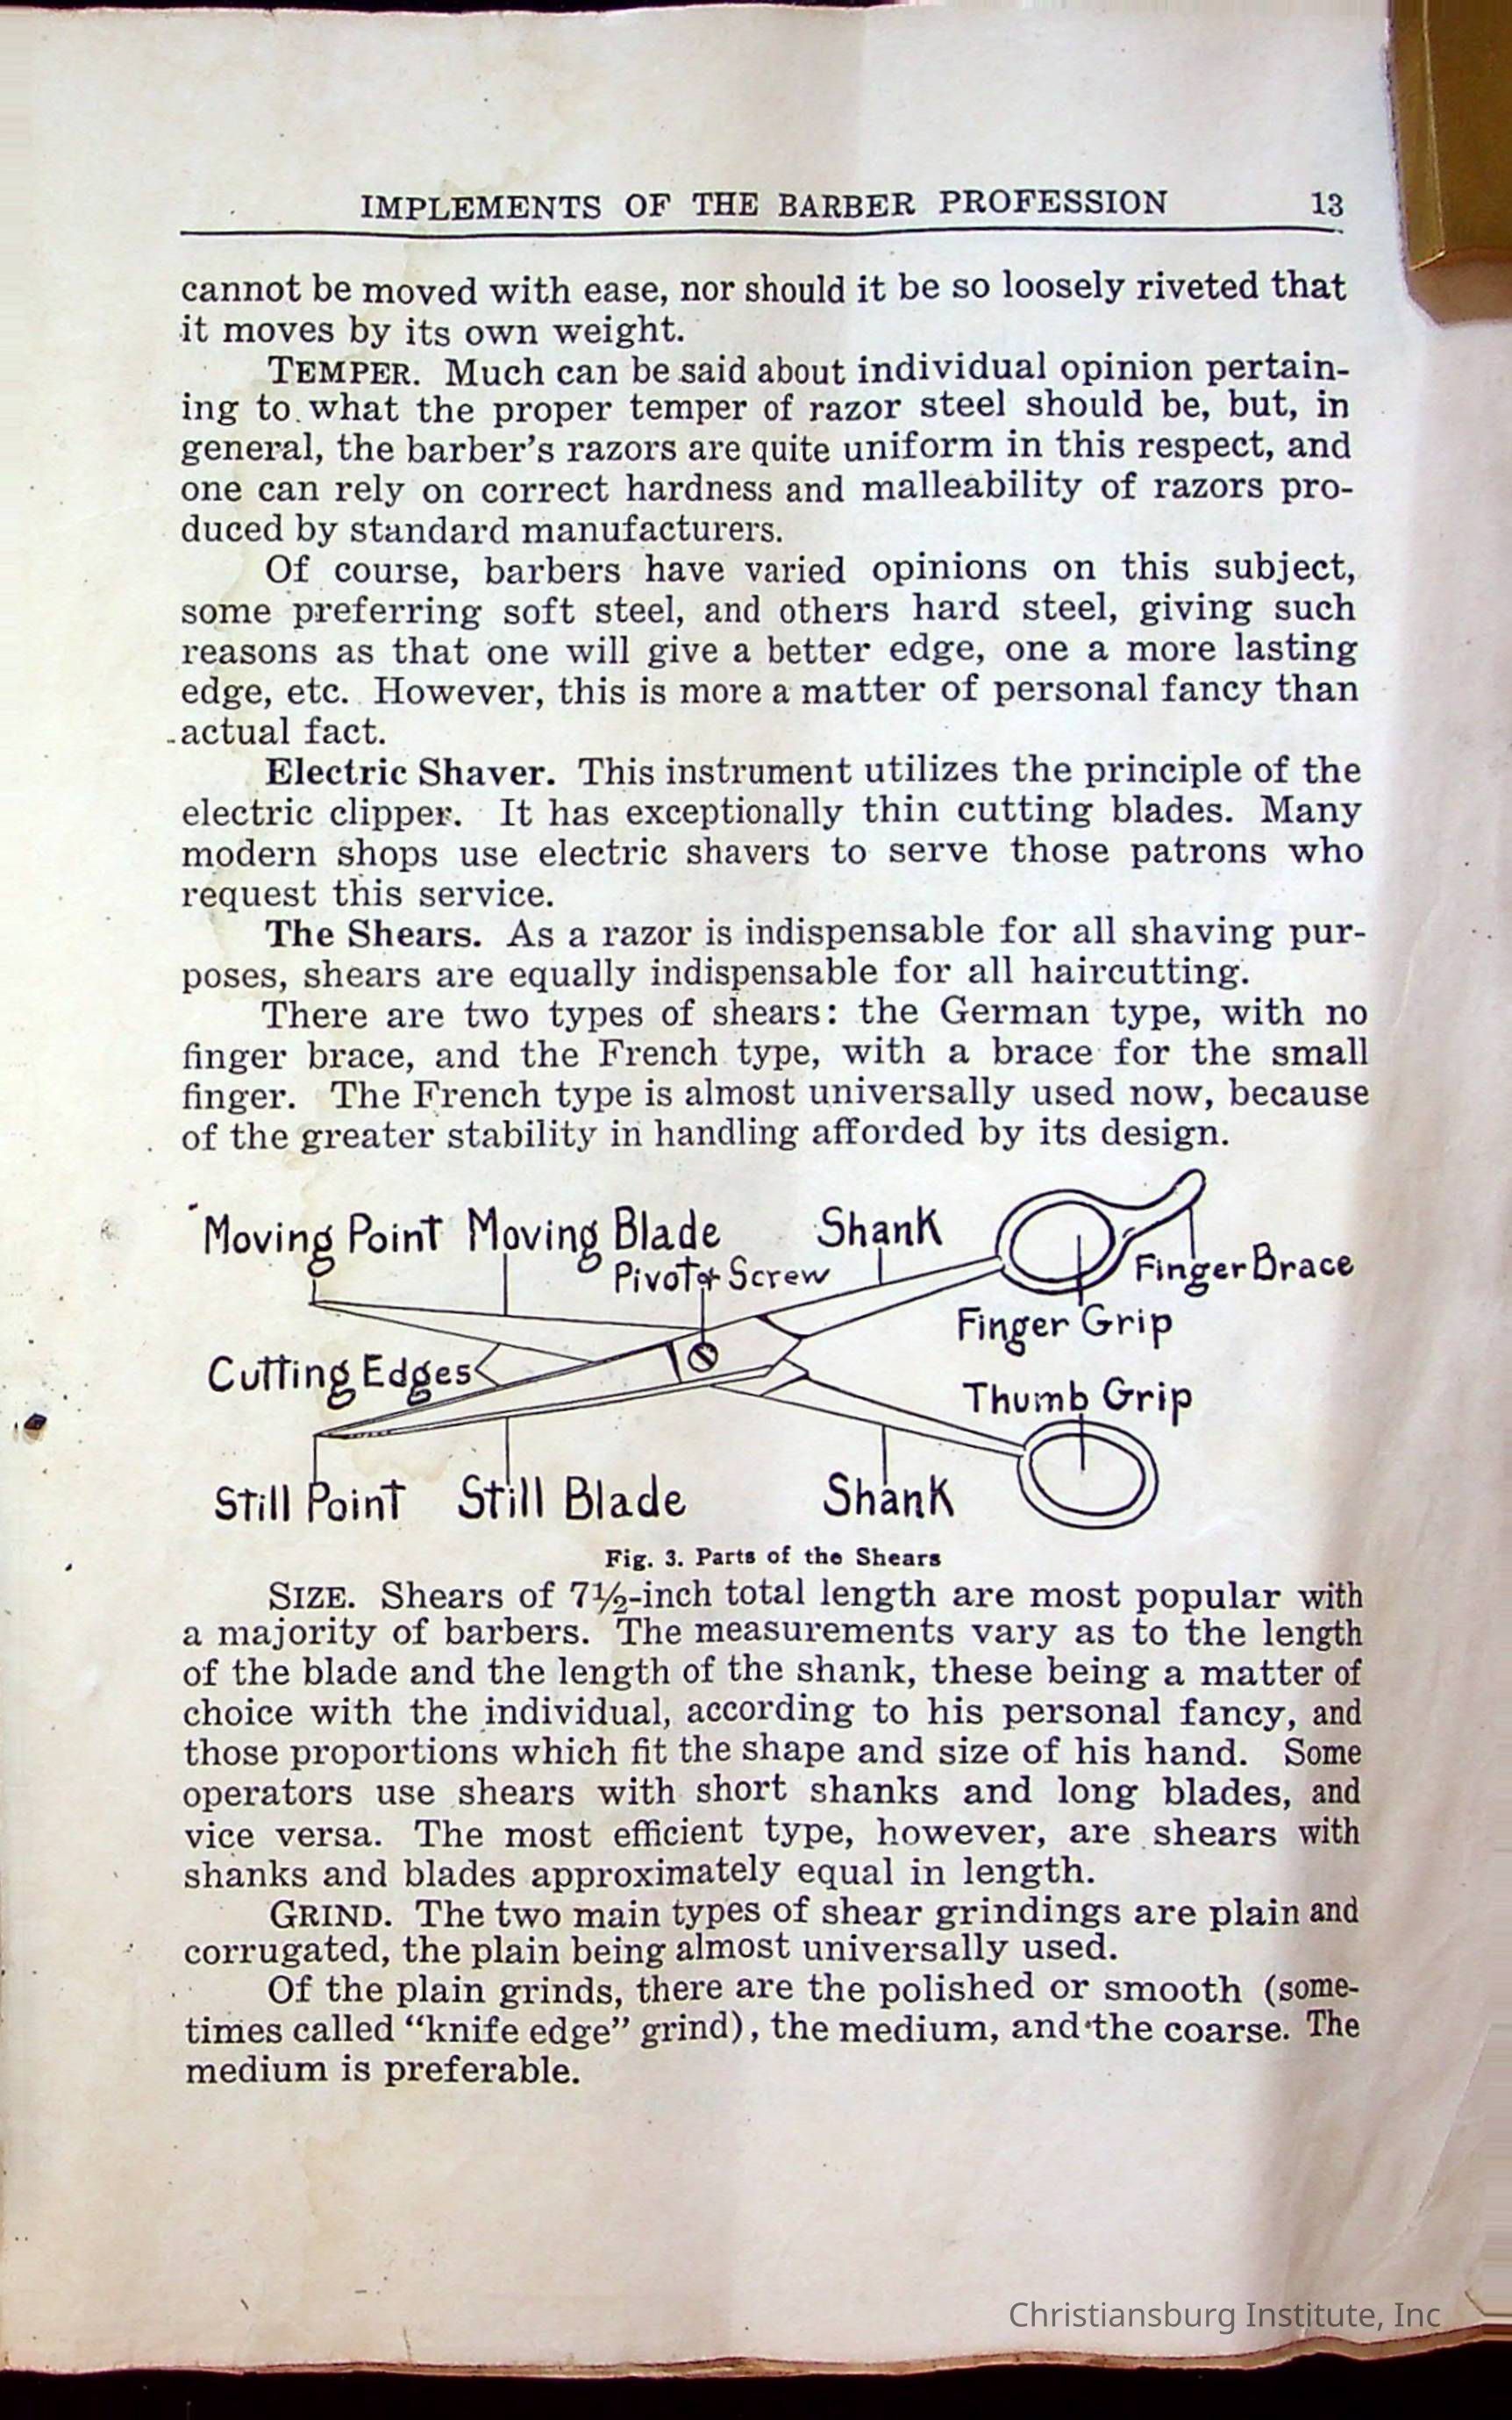 IMPLEMENTS OF THE BARBER PROFESSION 13
cannot be moved with ease, nor should it be so loosely riveted that
it moves by its own weight.
TEMPER. Much can be said about individual opinion pertain-
ing to what the proper temper of razor steel should be, but, in
general, the barber's razors are quite uniform in this respect, and
one can rely on correct hardness and malleability of razors pro-
duced by standard manufacturers.
Of course, barbers have varied opinions on this subject,
some preferring soft steel, and others hard steel, giving such
reasons as that one will give a better edge, one a more lasting
edge, etc. However, this is more a matter of personal fancy than
actual fact.
Electric Shaver. This instrument utilizes the principle of the
electric clipper. It has exceptionally thin cutting blades. Many
modern shops use electric shavers to serve those patrons who
request this service.
The Shears. As a razor is indispensable for all shaving pur-
poses, shears are equally indispensable for all haircutting.
There are two types of shears: the German type, with no
finger brace, and the French type, with a brace for the small
finger. The French type is almost universally used now, because
of the greater stability in handling afforded by its design.
Moving Point Moving Blade Shank
Pivot or Screw Finger Brace
Finger Grip
Cutting Edges
Thumb Grip
Still Point Still Blade Shank
Fig. 3. Parts of the Shears
SIZE. Shears of 7½-inch total length are most popular with
a majority of barbers. The measurements vary as to the length
of the blade and the length of the shank, these being a matter of
choice with the individual, according to his personal fancy, and
those proportions which fit the shape and size of his hand. Some
operators use shears with short shanks and long blades, and
vice versa. The most efficient type, however, are shears with
shanks and blades approximately equal in length.
GRIND. The two main types of shear grindings are plain and
corrugated, the plain being almost universally used.
Of the plain grinds, there are the polished or smooth (some-
times called "knife edge" grind), the medium, and the coarse. The
medium is preferable.
Christiansburg Institute, Inc